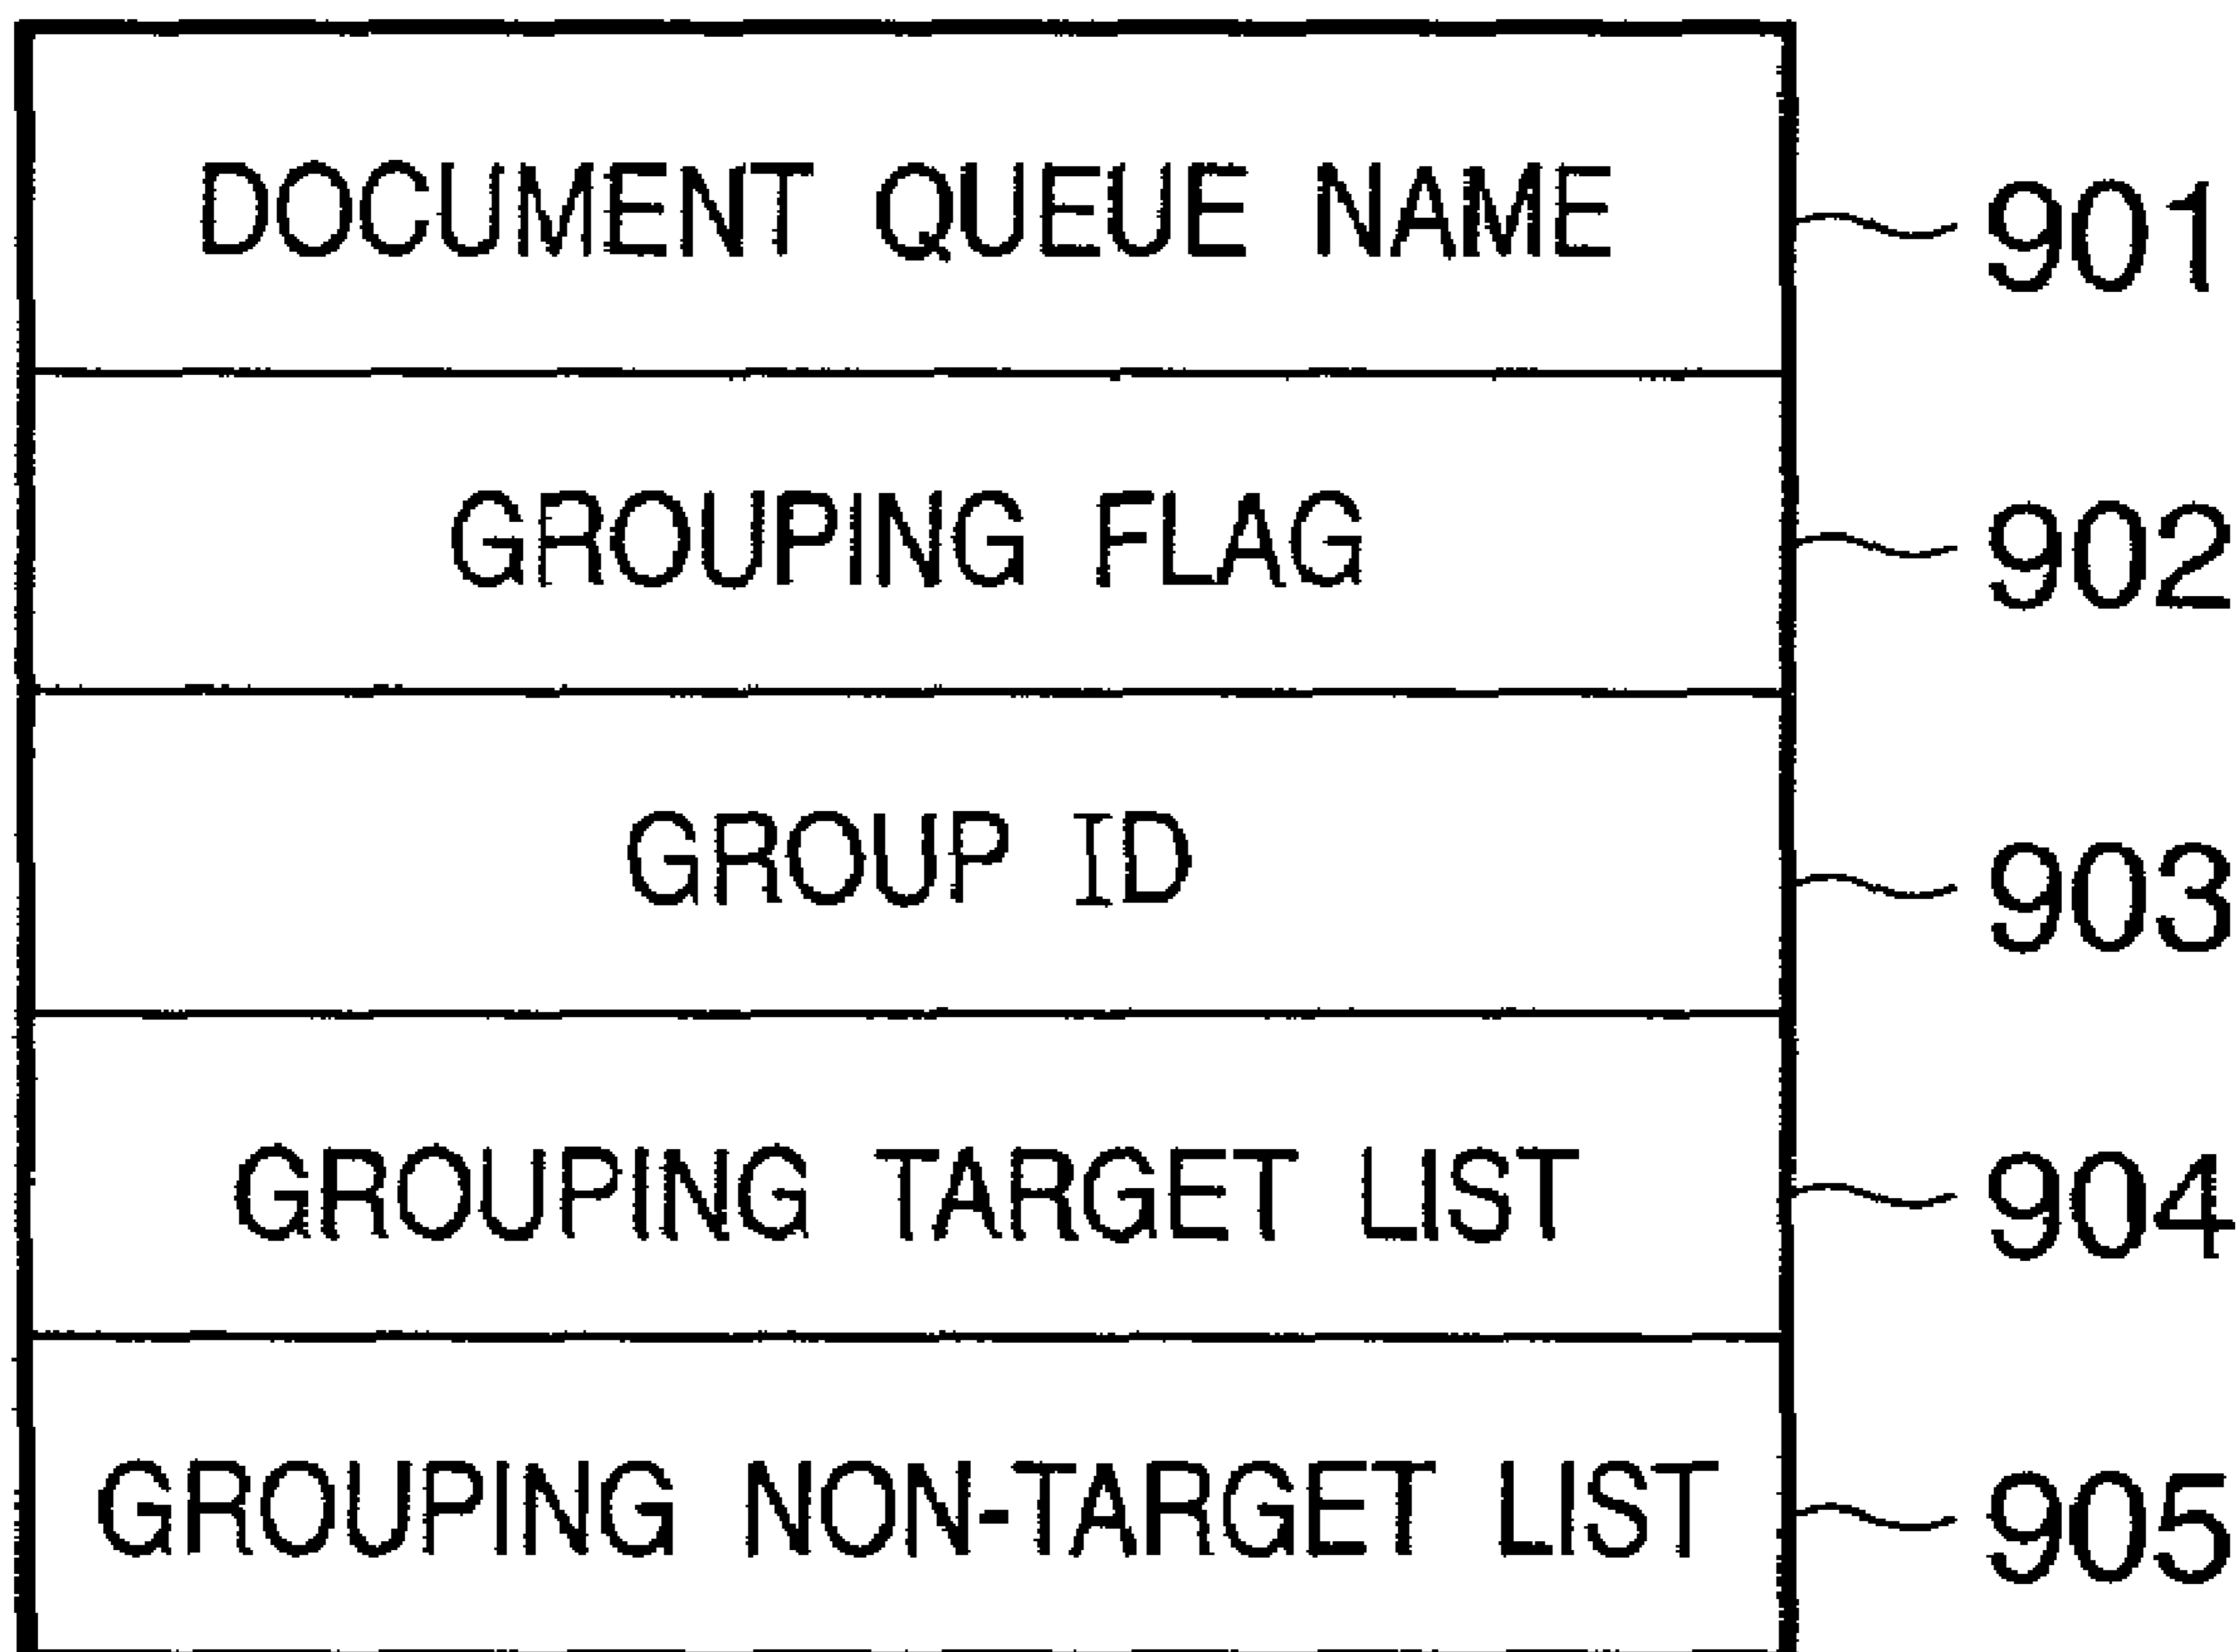 DOCUMENT QUEUE NAME 901
GROUPING FLAG 902
GROUP ID 903
GROUPING TARGET LIST 904
GROUPING NON-TARGET LIST 905